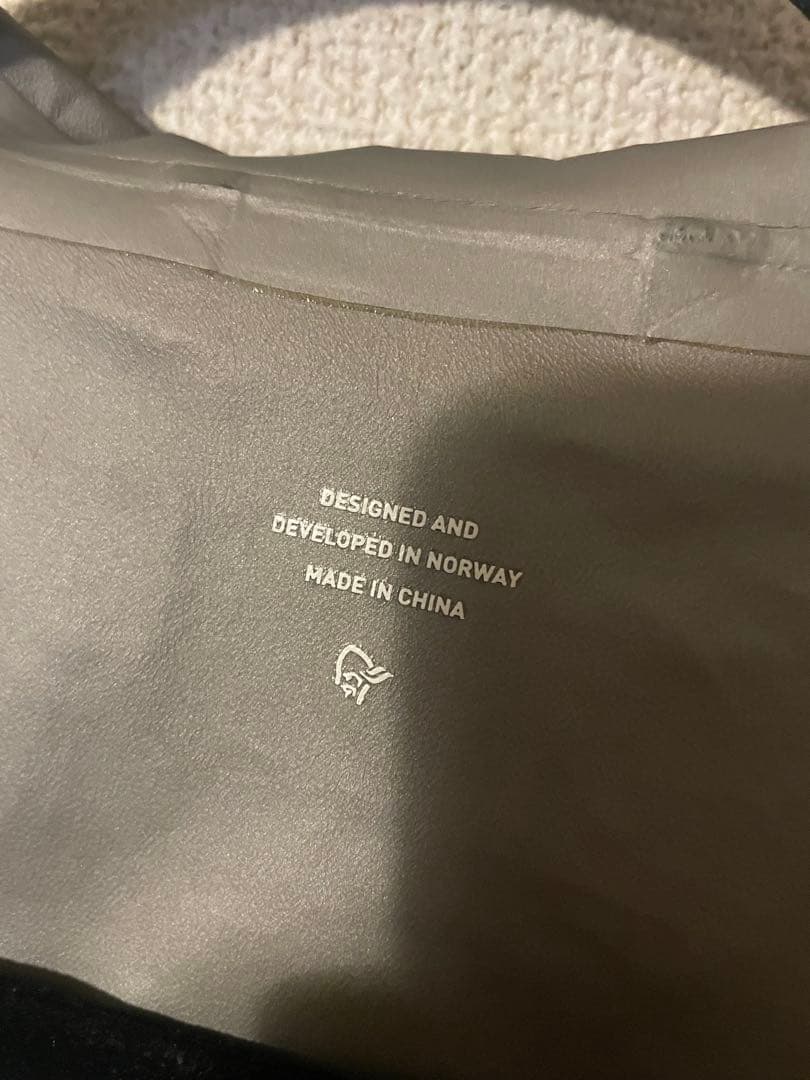 DESIGNED AND
DEVELOPED IN NORWAY
MADE IN CHINA